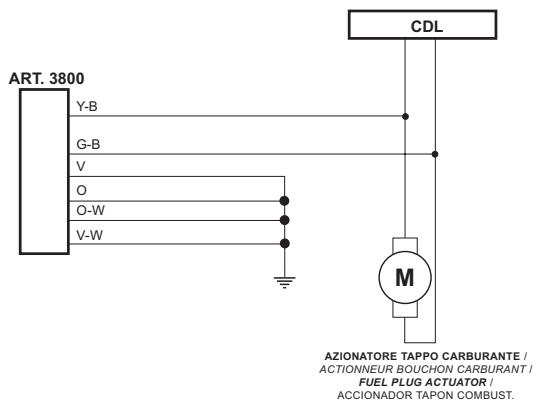 CDL
ART. 3800
Y-B
G-B
V
O
O-W
V-W
M
AZIONATORE TAPPO CARBURANTE /
ACTIONNEUR BOUCHON CARBURANT /
FUEL PLUG ACTUATOR /
ACCIONADOR TAPON COMBUST.